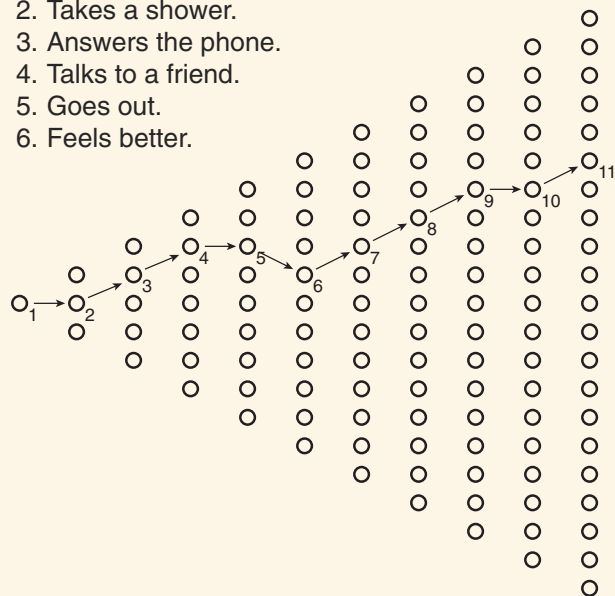 2. Takes a shower.
3. Answers the phone.
4. Talks to a friend.
5. Goes out.
6. Feels better.
1
2
3
4
5
6
7
8
9
10
11